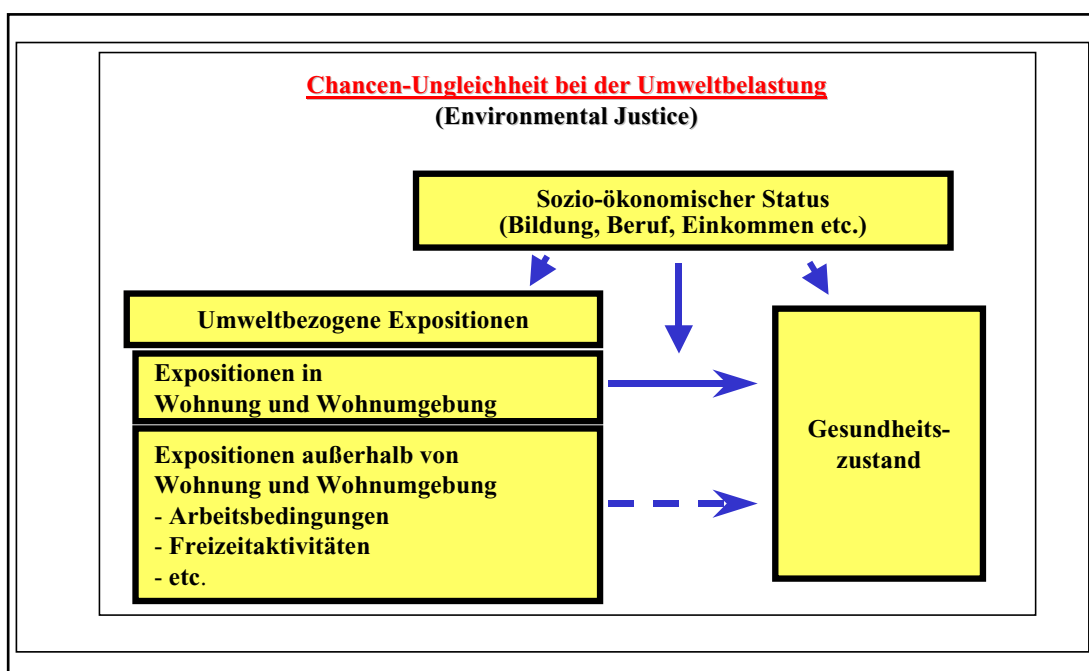 Chancen-Ungleichheit bei der Umweltbelastung
(Environmental Justice)
Sozio-ökonomischer Status
(Bildung, Beruf, Einkommen etc.)
Umweltbezogene Expositionen
Expositionen in
Wohnung und Wohnumgebung
Expositionen außerhalb von
Wohnung und Wohnumgebung
- Arbeitsbedingungen
- Freizeitaktivitäten
- etc.
Gesundheits-
zustand